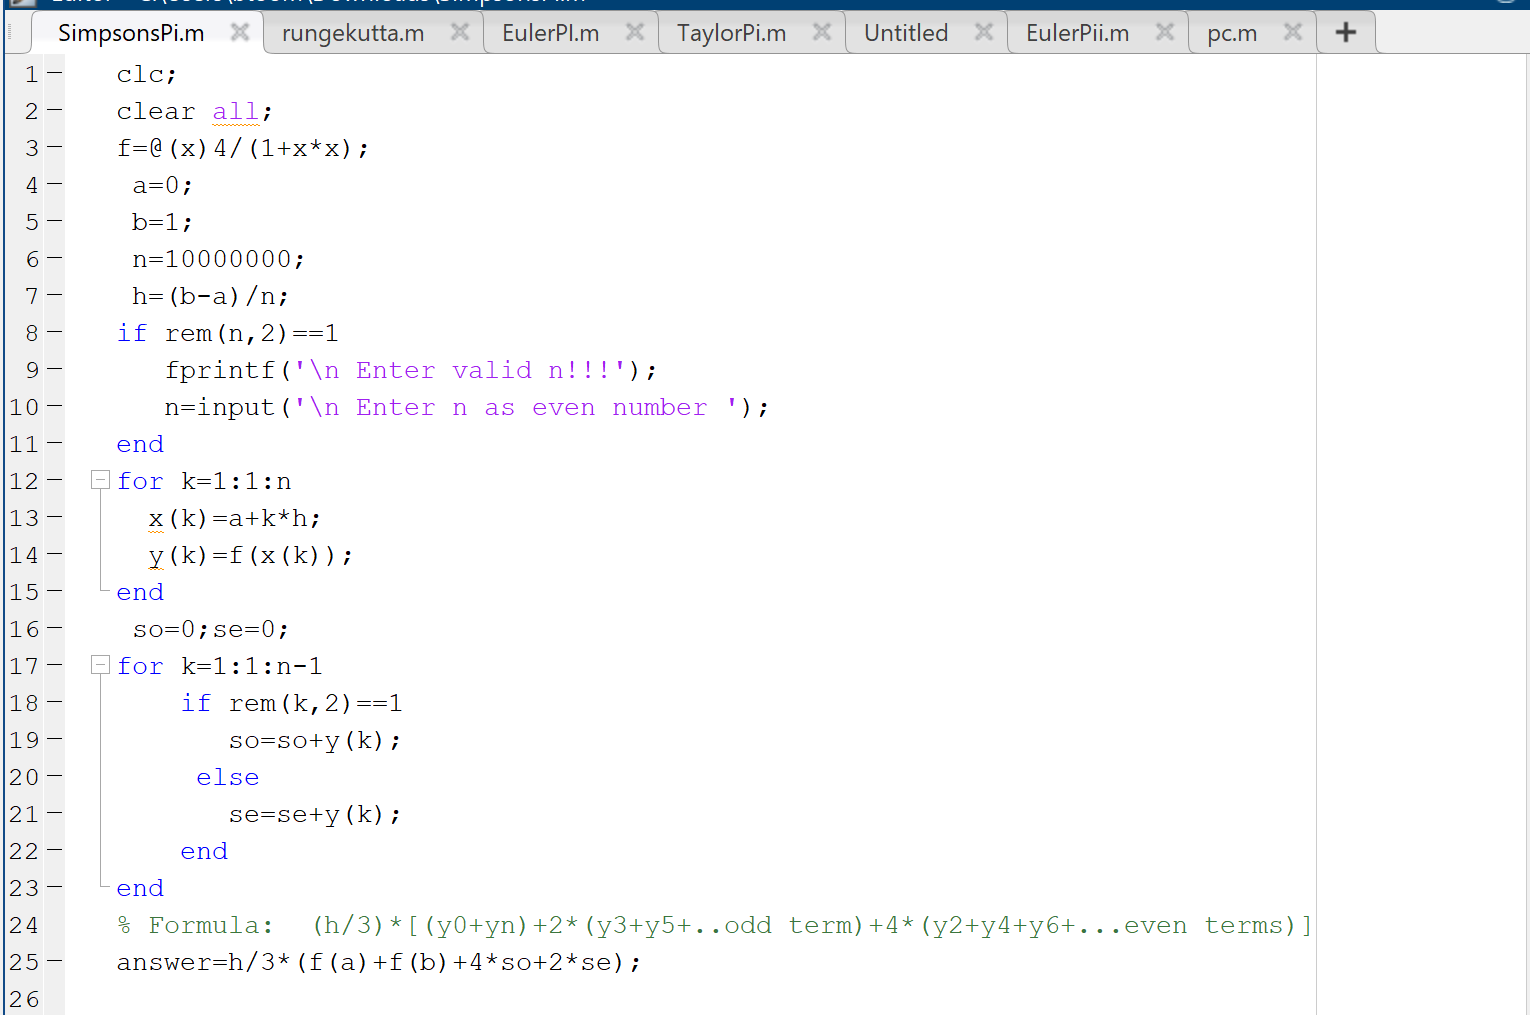 SimpsonsPi.m rungekutta.m EulerPI.m TaylorPi.m Untitled EulerPii.m pc.m +
1 clc;
2 clear all;
3 f=@(x)4/(1+x*x);
4 a=0;
5 b=1;
6 n=10000000;
7 h=(b-a)/n;
8 if rem(n,2)==1
9 fprintf('\n Enter valid n!!!');
10 n=input('\n Enter n as even number ');
11 end
12 for k=1:1:n
13 x(k)=a+k*h;
14 y(k)=f(x(k));
15 end
16 so=0;se=0;
17 for k=1:1:n-1
18 if rem(k,2)==1
19 so=so+y(k);
20 else
21 se=se+y(k);
22 end
23 end
24 % Formula:  (h/3)*[(y0+yn)+2*(y3+y5+..odd term)+4*(y2+y4+y6+...even terms)]
25 answer=h/3*(f(a)+f(b)+4*so+2*se);
26